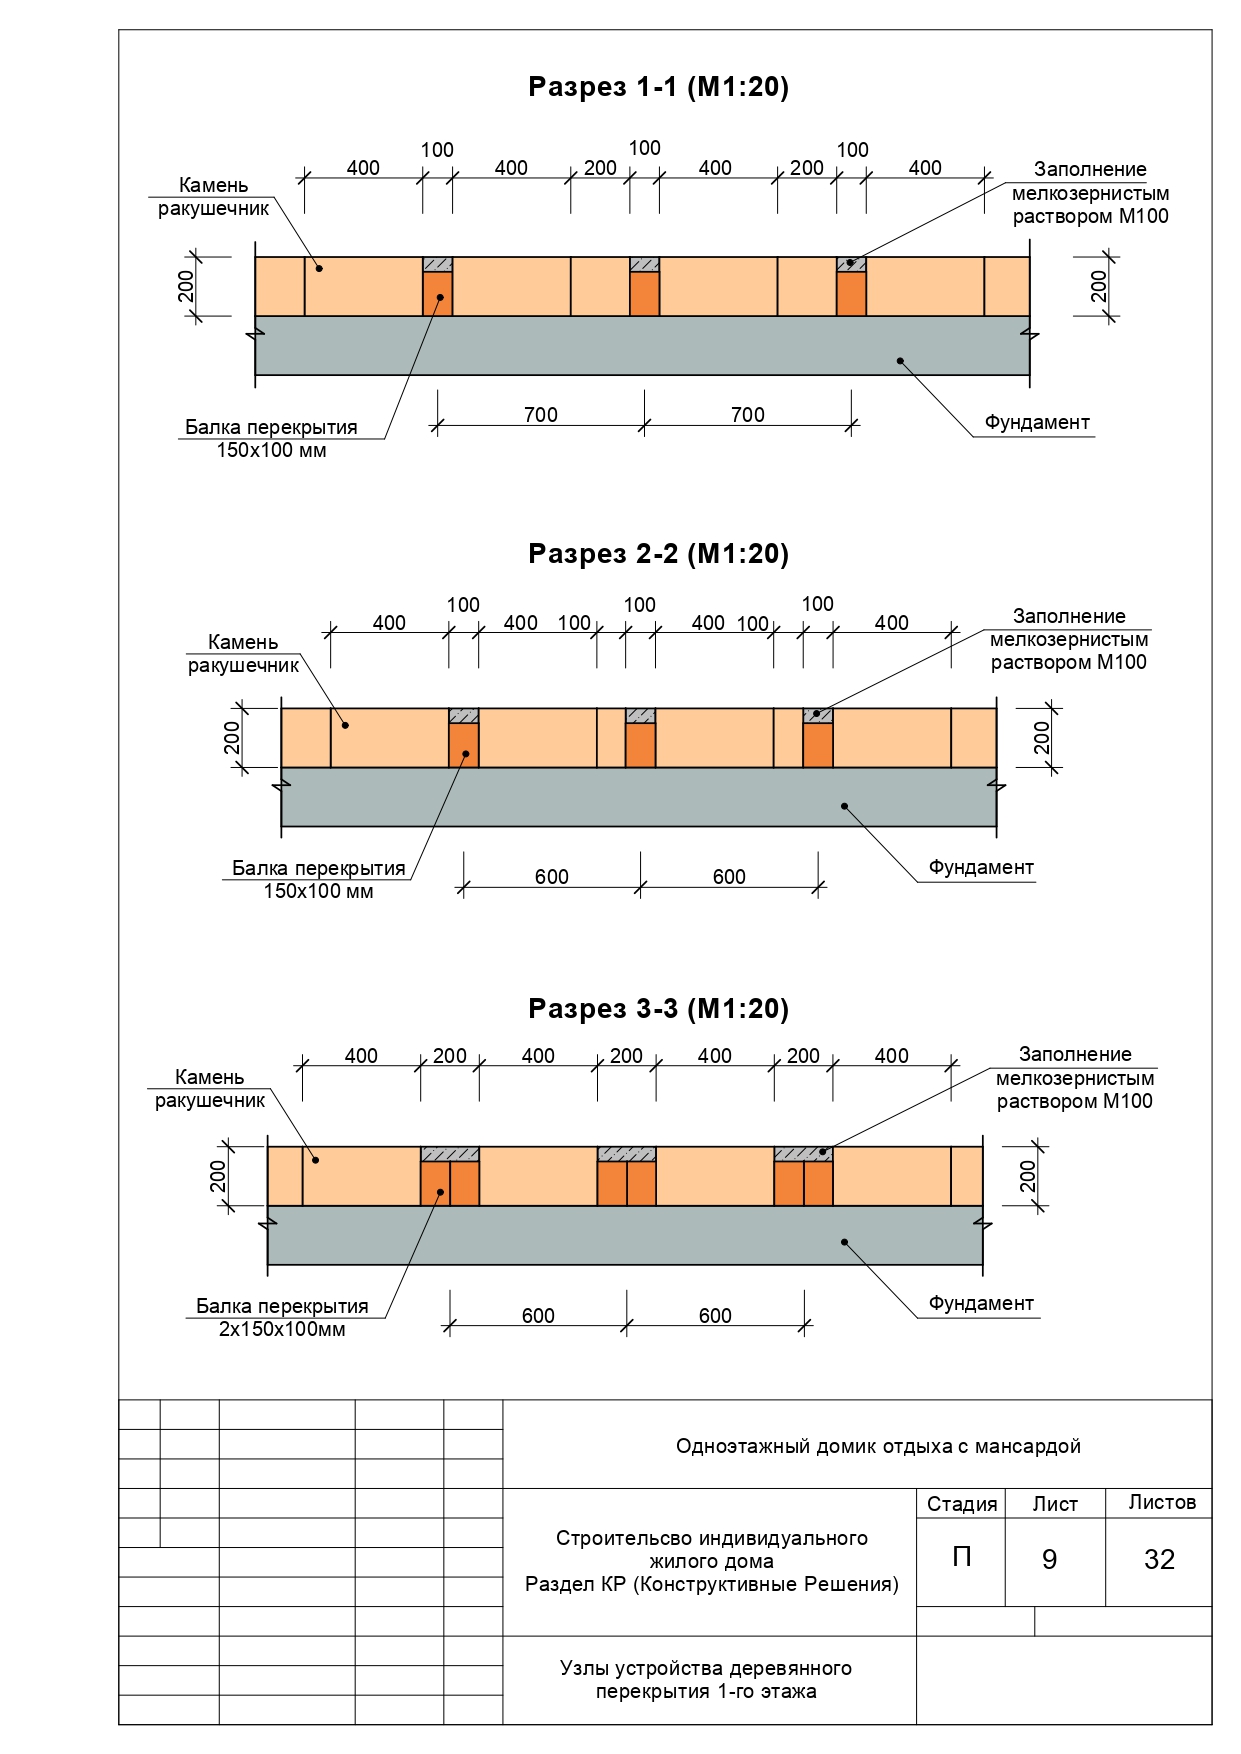 Разрез 1-1 (М1:20)
100 100 100
400 400 200 400 200 400
Заполнение
мелкозернистым
раствором М100
Камень
ракушечник
200 200
700 700
Балка перекрытия
150х100 мм
Фундамент
Разрез 2-2 (М1:20)
100 100 100
400 400 100 400 100 400
Заполнение
мелкозернистым
раствором М100
Камень
ракушечник
200 200
Балка перекрытия
150х100 мм
600 600
Фундамент
Разрез 3-3 (М1:20)
400 200 400 200 400 200 400
Заполнение
мелкозернистым
раствором М100
Камень
ракушечник
200 200
Балка перекрытия
2х150х100мм
600 600
Фундамент
Одноэтажный домик отдыха с мансардой
Строительсво индивидуального
жилого дома
Раздел КР (Конструктивные Решения)
Стадия Лист Листов
П 9 32
Узлы устройства деревянного
перекрытия 1-го этажа